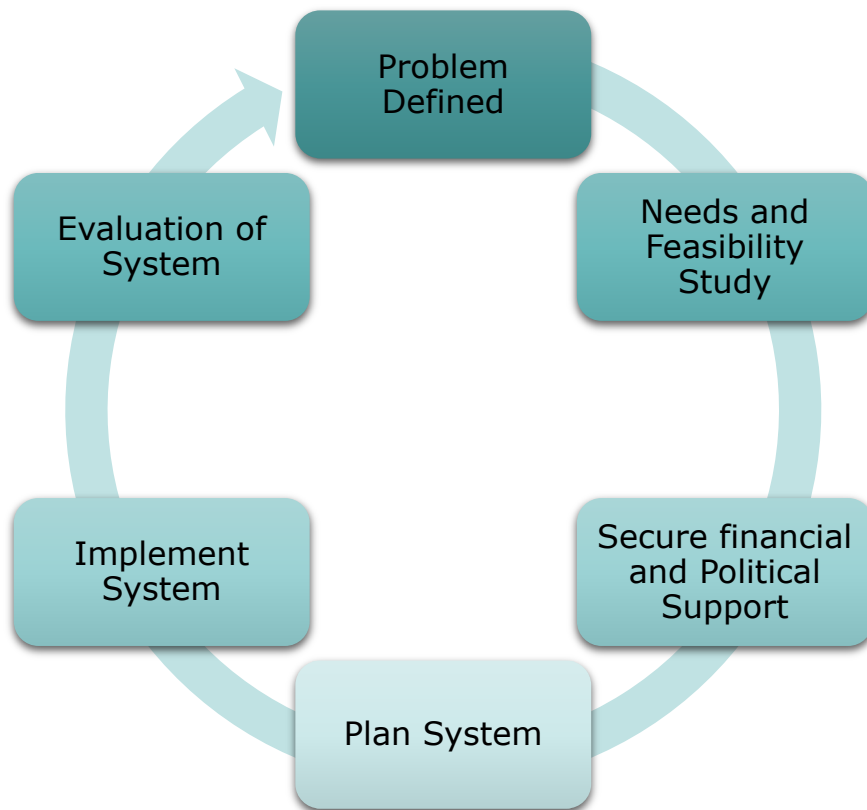 Problem
Defined
Needs and
Feasibility
Study
Secure financial
and Political
Support
Plan System
Implement
System
Evaluation of
System